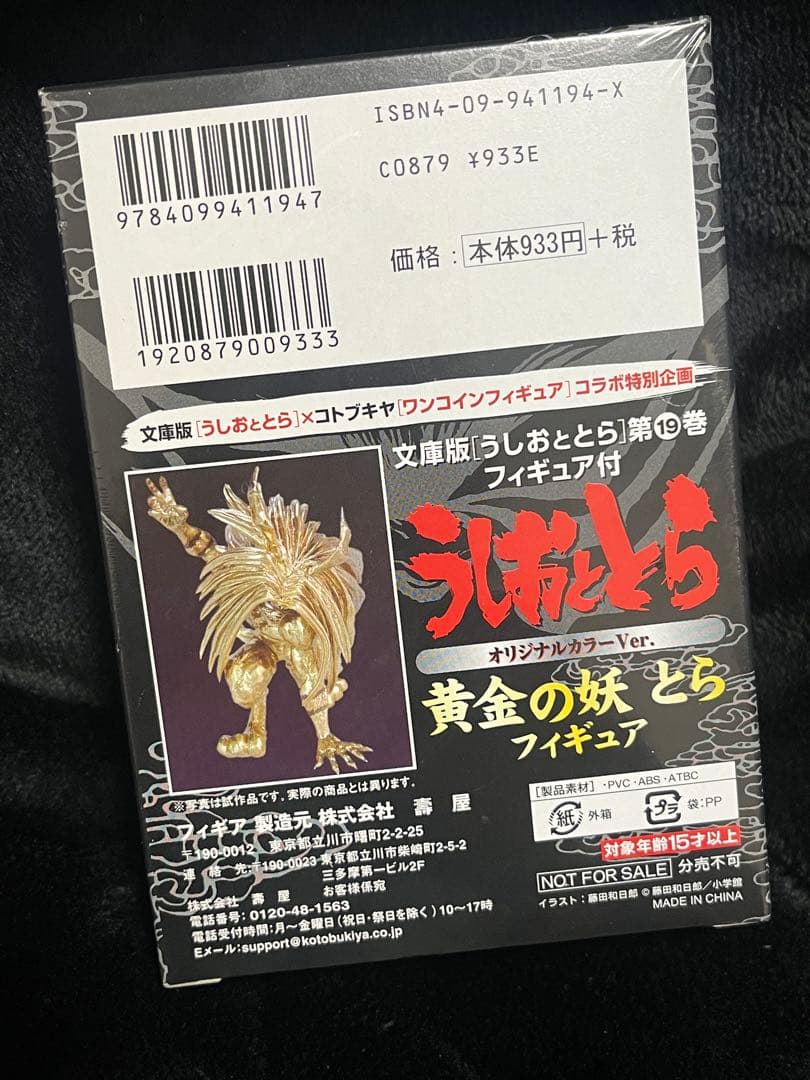 ISBN4-09-941194-X
9784099411947
C0879 ¥933E
価格：本体933円＋税
1920879009333
文庫版［うしおととら］×コトブキヤ［ワンコインフィギュア］コラボ特別企画
文庫版［うしおととら］第⑲巻
フィギュア付
うしおととら
オリジナルカラーVer.
黄金の妖 とら
フィギュア
※写真は試作品です。実際の商品とは異ります。
［製品素材］・PVC・ABS・ATBC
紙 外箱
プラ 袋:PP
対象年齢15才以上
NOT FOR SALE 分売不可
イラスト：藤田和日郎 © 藤田和日郎／小学館
MADE IN CHINA
フィギア 製造元 株式会社 壽 屋
〒190-0012 東京都立川市曙町2-2-25
連 絡 先:〒190-0023 東京都立川市柴崎町2-5-2
三多摩第一ビル2F
株式会社 壽 屋 お客様係宛
電話番号: 0120-48-1563
電話受付時間:月〜金曜日(祝日・祭日を除く)10〜17時
Eメール:support@kotobukiya.co.jp